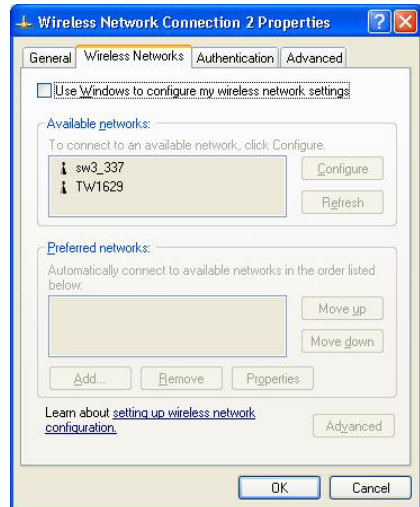 Wireless Network Connection 2 Properties
General Wireless Networks Authentication Advanced
Use Windows to configure my wireless network settings
Available networks:
To connect to an available network, click Configure.
sw3_337
TW1629
Configure
Refresh
Preferred networks:
Automatically connect to available networks in the order listed
below:
Move up
Move down
Add... Remove Properties
Learn about setting up wireless network
configuration.
Advanced
OK Cancel